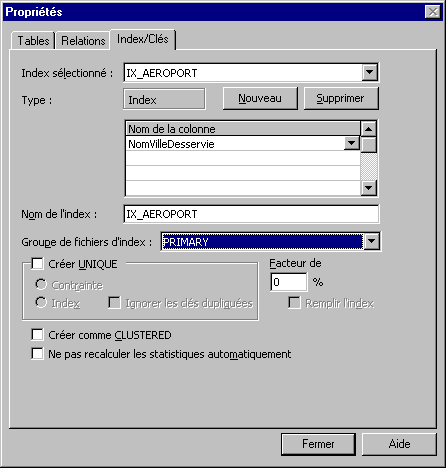 Propriétés
Tables Relations Index/Clés
Index sélectionné : IX_AEROPORT
Type : Index Nouveau Supprimer
Nom de la colonne
NomVilleDesservie
Nom de l'index : IX_AEROPORT
Groupe de fichiers d'index : PRIMARY
Créer UNIQUE Facteur de
Contrainte 0 %
Index Ignorer les clés dupliquées Remplir l'index
Créer comme CLUSTERED
Ne pas recalculer les statistiques automatiquement
Fermer Aide